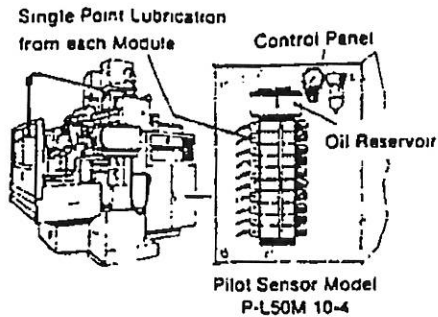 Single Point Lubrication
from each Module
Control Panel
Oil Reservoir
Pilot Sensor Model
P-L50M 10-4